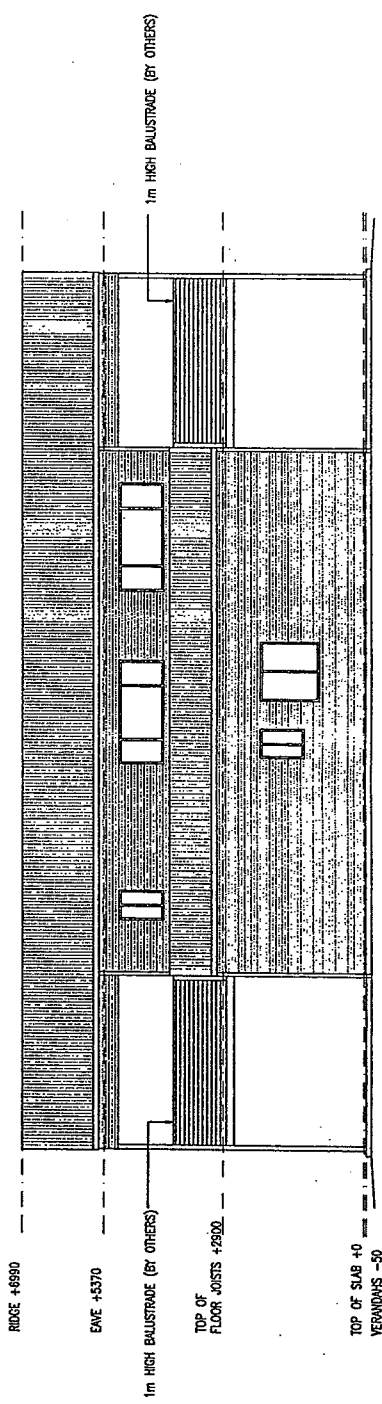 RIDGE +6990
EAVE +5370
1m HIGH BALUSTRADE (BY OTHERS)
TOP OF
FLOOR JOISTS +2900
TOP OF SLAB +0
VERANDAHS -50
1m HIGH BALUSTRADE (BY OTHERS)